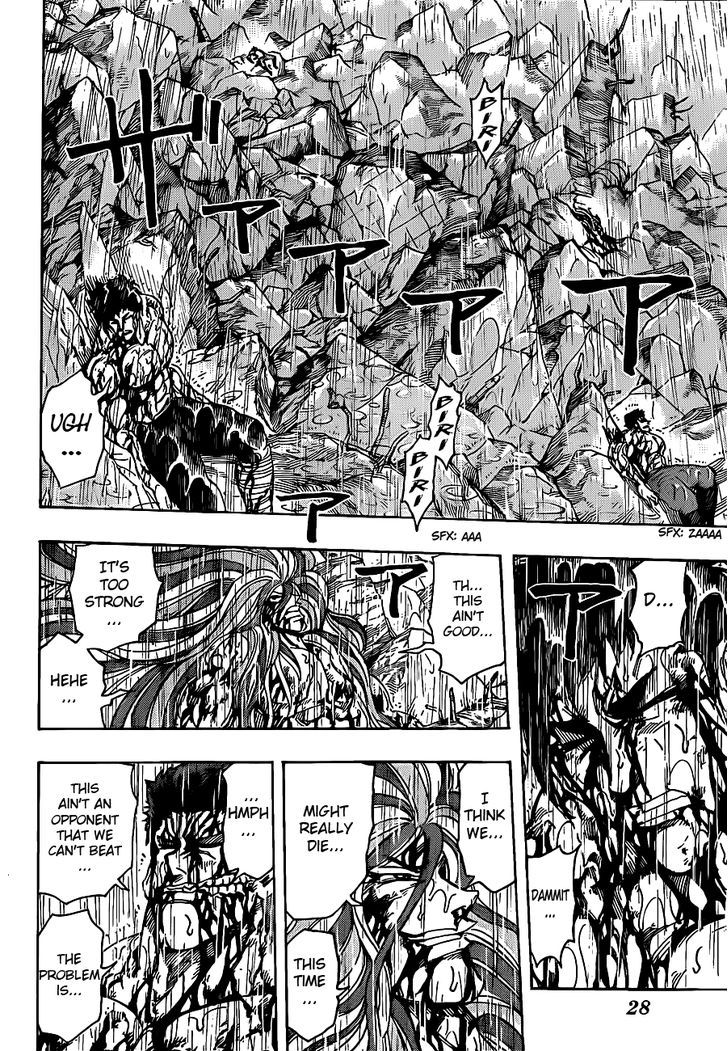 BIRI
ザァァァァァ
UGH
...
BIRI
BIRI
ァ
SFX: AAA
SFX: ZAAAA
ァ
D...
DAMMIT
...
ァ
TH...
THIS
AIN'T
GOOD...
IT'S
TOO
STRONG
...
HEHE
...
I
THINK
WE...
MIGHT
REALLY
DIE...
THIS
TIME
...
HMPH
...
THIS
AIN'T AN
OPPONENT
THAT WE
CAN'T BEAT
...
THE
PROBLEM
IS...
28